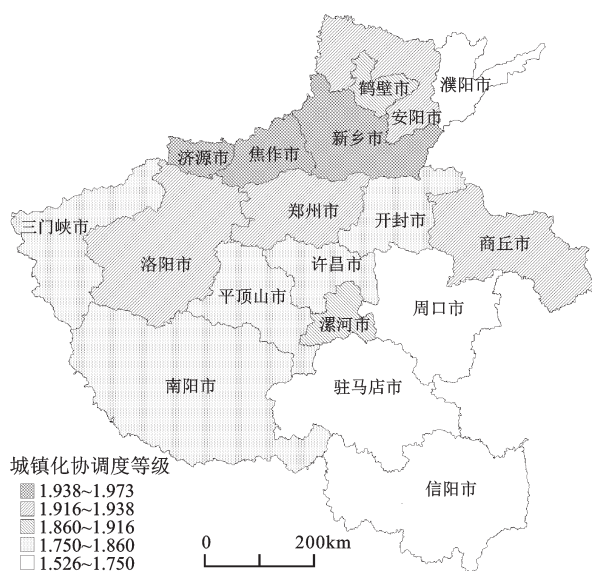 濮阳市
鹤壁市
安阳市
新乡市
焦作市
济源市
三门峡市
郑州市
开封市
商丘市
洛阳市
许昌市
平顶山市
周口市
漯河市
南阳市
驻马店市
信阳市
城镇化协调度等级
1.938~1.973
1.916~1.938
1.860~1.916
1.750~1.860
1.526~1.750
0 200km